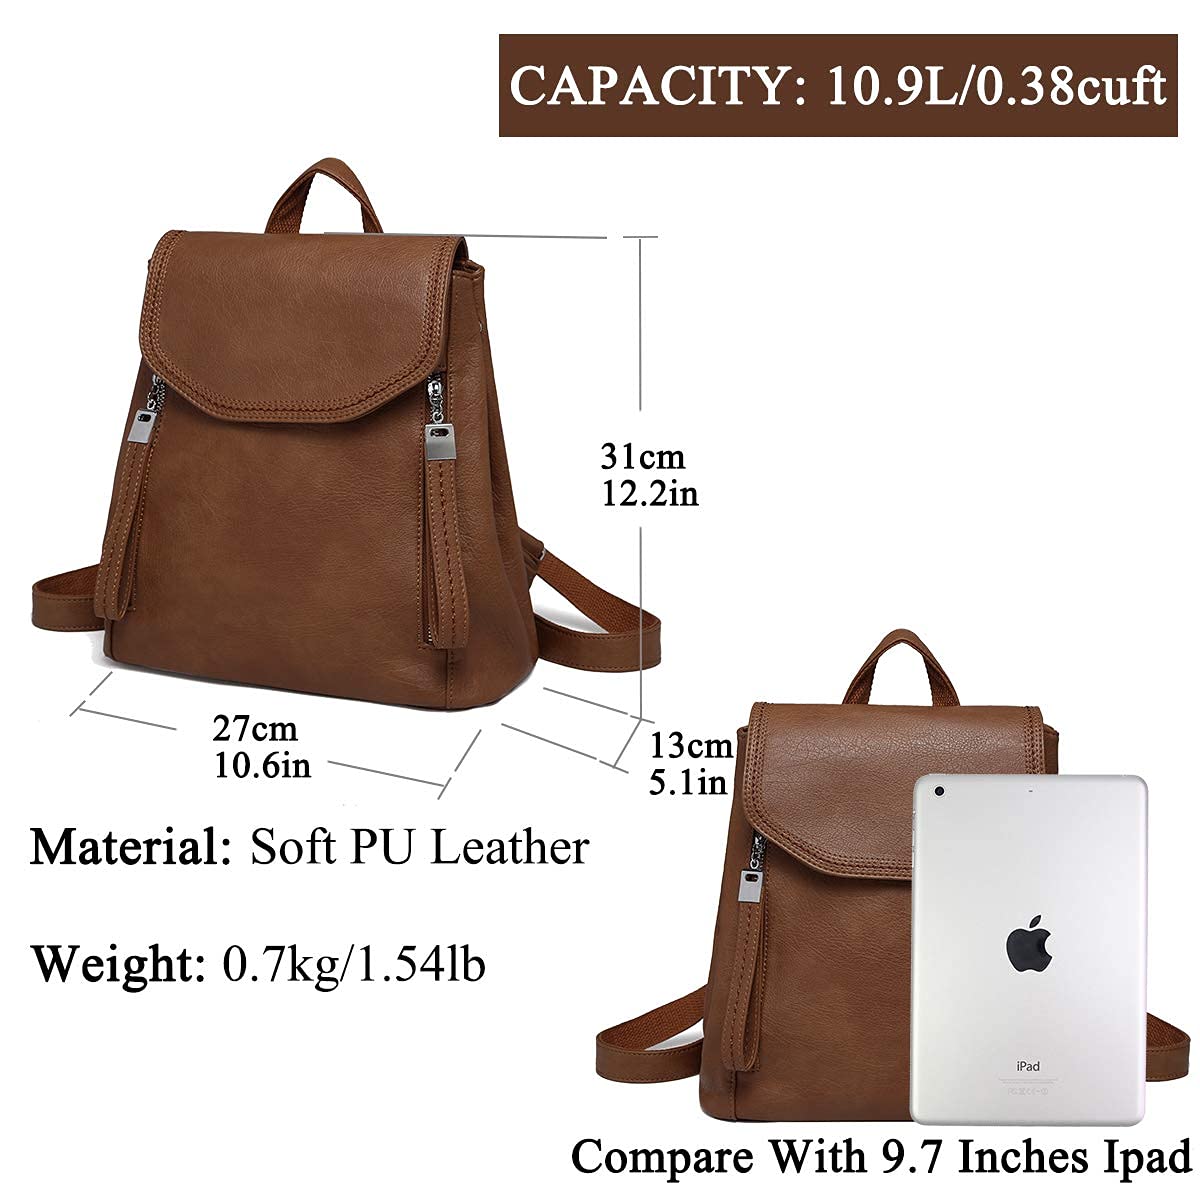 CAPACITY: 10.9L/0.38cuft
31cm
12.2in
27cm
10.6in
13cm
5.1in
Material: Soft PU Leather
Weight: 0.7kg/1.54lb
iPad
Compare With 9.7 Inches Ipad